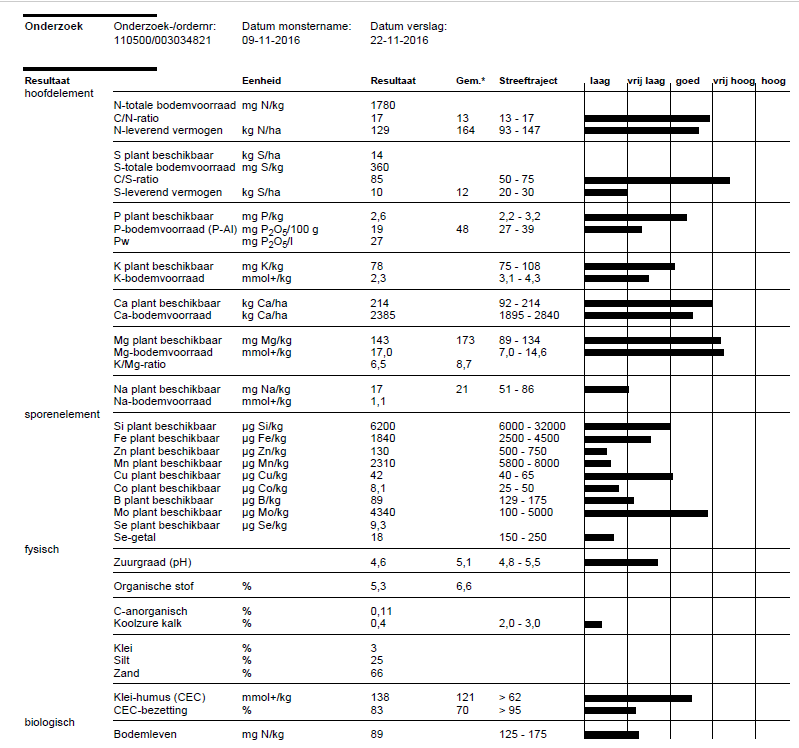 Onderzoek Onderzoek-/ordernr: Datum monstername: Datum verslag:
110500/003034821 09-11-2016 22-11-2016
Resultaat Eenheid Resultaat Gem.* Streeftraject laag vrij laag goed vrij hoog hoog
hoofdelement
N-totale bodemvoorraad mg N/kg 1780
C/N-ratio 17 13 13 - 17
N-leverend vermogen kg N/ha 129 164 93 - 147
S plant beschikbaar kg S/ha 14
S-totale bodemvoorraad mg S/kg 360
C/S-ratio 85 50 - 75
S-leverend vermogen kg S/ha 10 12 20 - 30
P plant beschikbaar mg P/kg 2,6 2,2 - 3,2
P-bodemvoorraad (P-Al) mg P2O5/100 g 19 48 27 - 39
Pw mg P2O5/l 27
K plant beschikbaar mg K/kg 78 75 - 108
K-bodemvoorraad mmol+/kg 2,3 3,1 - 4,3
Ca plant beschikbaar kg Ca/ha 214 92 - 214
Ca-bodemvoorraad kg Ca/ha 2385 1895 - 2840
Mg plant beschikbaar mg Mg/kg 143 173 89 - 134
Mg-bodemvoorraad mmol+/kg 17,0 7,0 - 14,6
K/Mg-ratio 6,5 8,7
Na plant beschikbaar mg Na/kg 17 21 51 - 86
Na-bodemvoorraad mmol+/kg 1,1
sporenelement
Si plant beschikbaar µg Si/kg 6200 6000 - 32000
Fe plant beschikbaar µg Fe/kg 1840 2500 - 4500
Zn plant beschikbaar µg Zn/kg 130 500 - 750
Mn plant beschikbaar µg Mn/kg 2310 5800 - 8000
Cu plant beschikbaar µg Cu/kg 42 40 - 65
Co plant beschikbaar µg Co/kg 8,1 25 - 50
B plant beschikbaar µg B/kg 89 129 - 175
Mo plant beschikbaar µg Mo/kg 4340 100 - 5000
Se plant beschikbaar µg Se/kg 9,3
Se-getal 18 150 - 250
fysisch
Zuurgraad (pH) 4,6 5,1 4,8 - 5,5
Organische stof % 5,3 6,6
C-anorganisch % 0,11
Koolzure kalk % 0,4 2,0 - 3,0
Klei % 3
Silt % 25
Zand % 66
Klei-humus (CEC) mmol+/kg 138 121 > 62
CEC-bezetting % 83 70 > 95
biologisch
Bodemleven mg N/kg 89 125 - 175